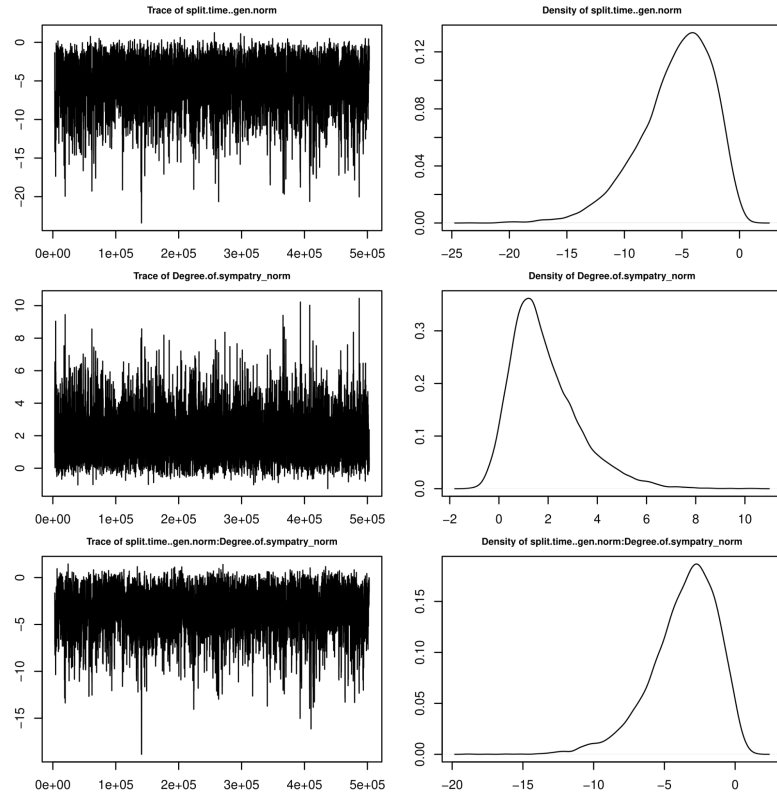 Trace of split.time..gen.norm
0
−5
−10
−15
−20
0e+00 1e+05 2e+05 3e+05 4e+05 5e+05
Density of split.time..gen.norm
0.12
0.08
0.04
0.00
−25 −20 −15 −10 −5 0
Trace of Degree.of.sympatry_norm
10
8
6
4
2
0
0e+00 1e+05 2e+05 3e+05 4e+05 5e+05
Density of Degree.of.sympatry_norm
0.3
0.2
0.1
0.0
−2 0 2 4 6 8 10
Trace of split.time..gen.norm:Degree.of.sympatry_norm
0
−5
−10
−15
0e+00 1e+05 2e+05 3e+05 4e+05 5e+05
Density of split.time..gen.norm:Degree.of.sympatry_norm
0.15
0.10
0.05
0.00
−20 −15 −10 −5 0